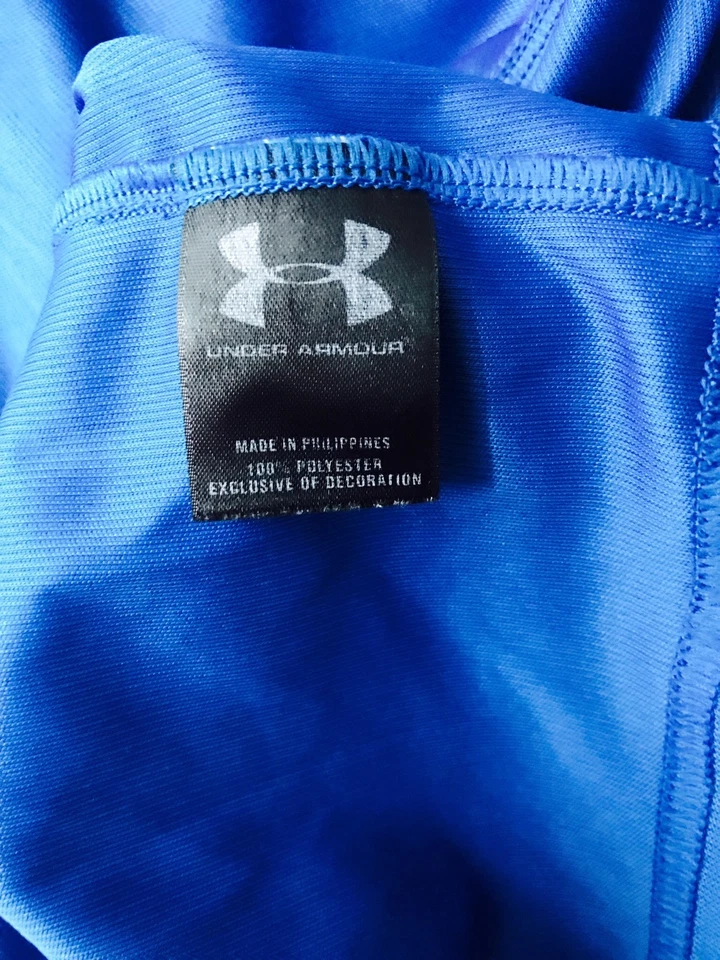 UNDER ARMOUR
MADE IN PHILIPPINES
100% POLYESTER
EXCLUSIVE OF DECORATION